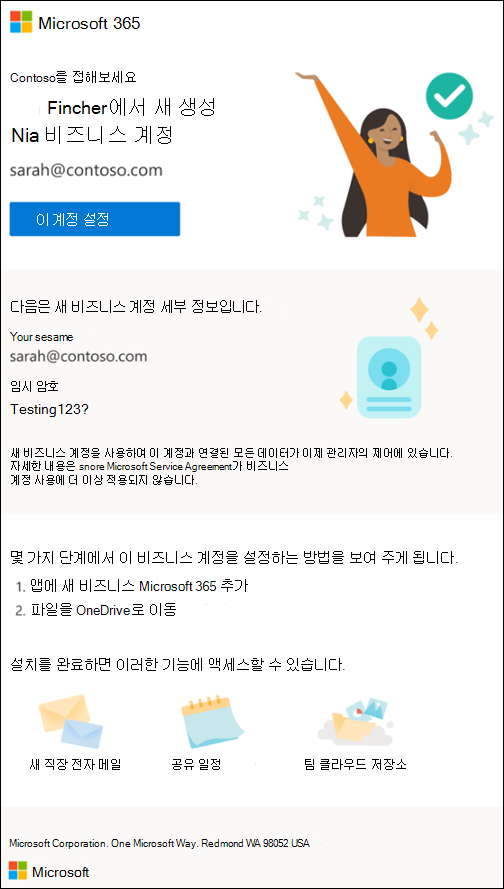 Microsoft 365
Contoso를 접해보세요
Fincher에서 새 생성
Nia 비즈니스 계정
sarah@contoso.com
이 계정 설정
다음은 새 비즈니스 계정 세부 정보입니다.
Your sesame
sarah@contoso.com
임시 암호
Testing123?
새 비즈니스 계정을 사용하여 이 계정과 연결된 모든 데이터가 이제 관리자의 제어에 있습니다.
자세한 내용은 snore Microsoft Service Agreement가 비즈니스
계정 사용에 더 이상 적용되지 않습니다.
몇 가지 단계에서 이 비즈니스 계정을 설정하는 방법을 보여 주게 됩니다.
1. 앱에 새 비즈니스 Microsoft 365 추가
2. 파일을 OneDrive로 이동
설치를 완료하면 이러한 기능에 액세스할 수 있습니다.
새 직장 전자 메일
공유 일정
팀 클라우드 저장소
Microsoft Corporation. One Microsoft Way. Redmond WA 98052 USA
Microsoft